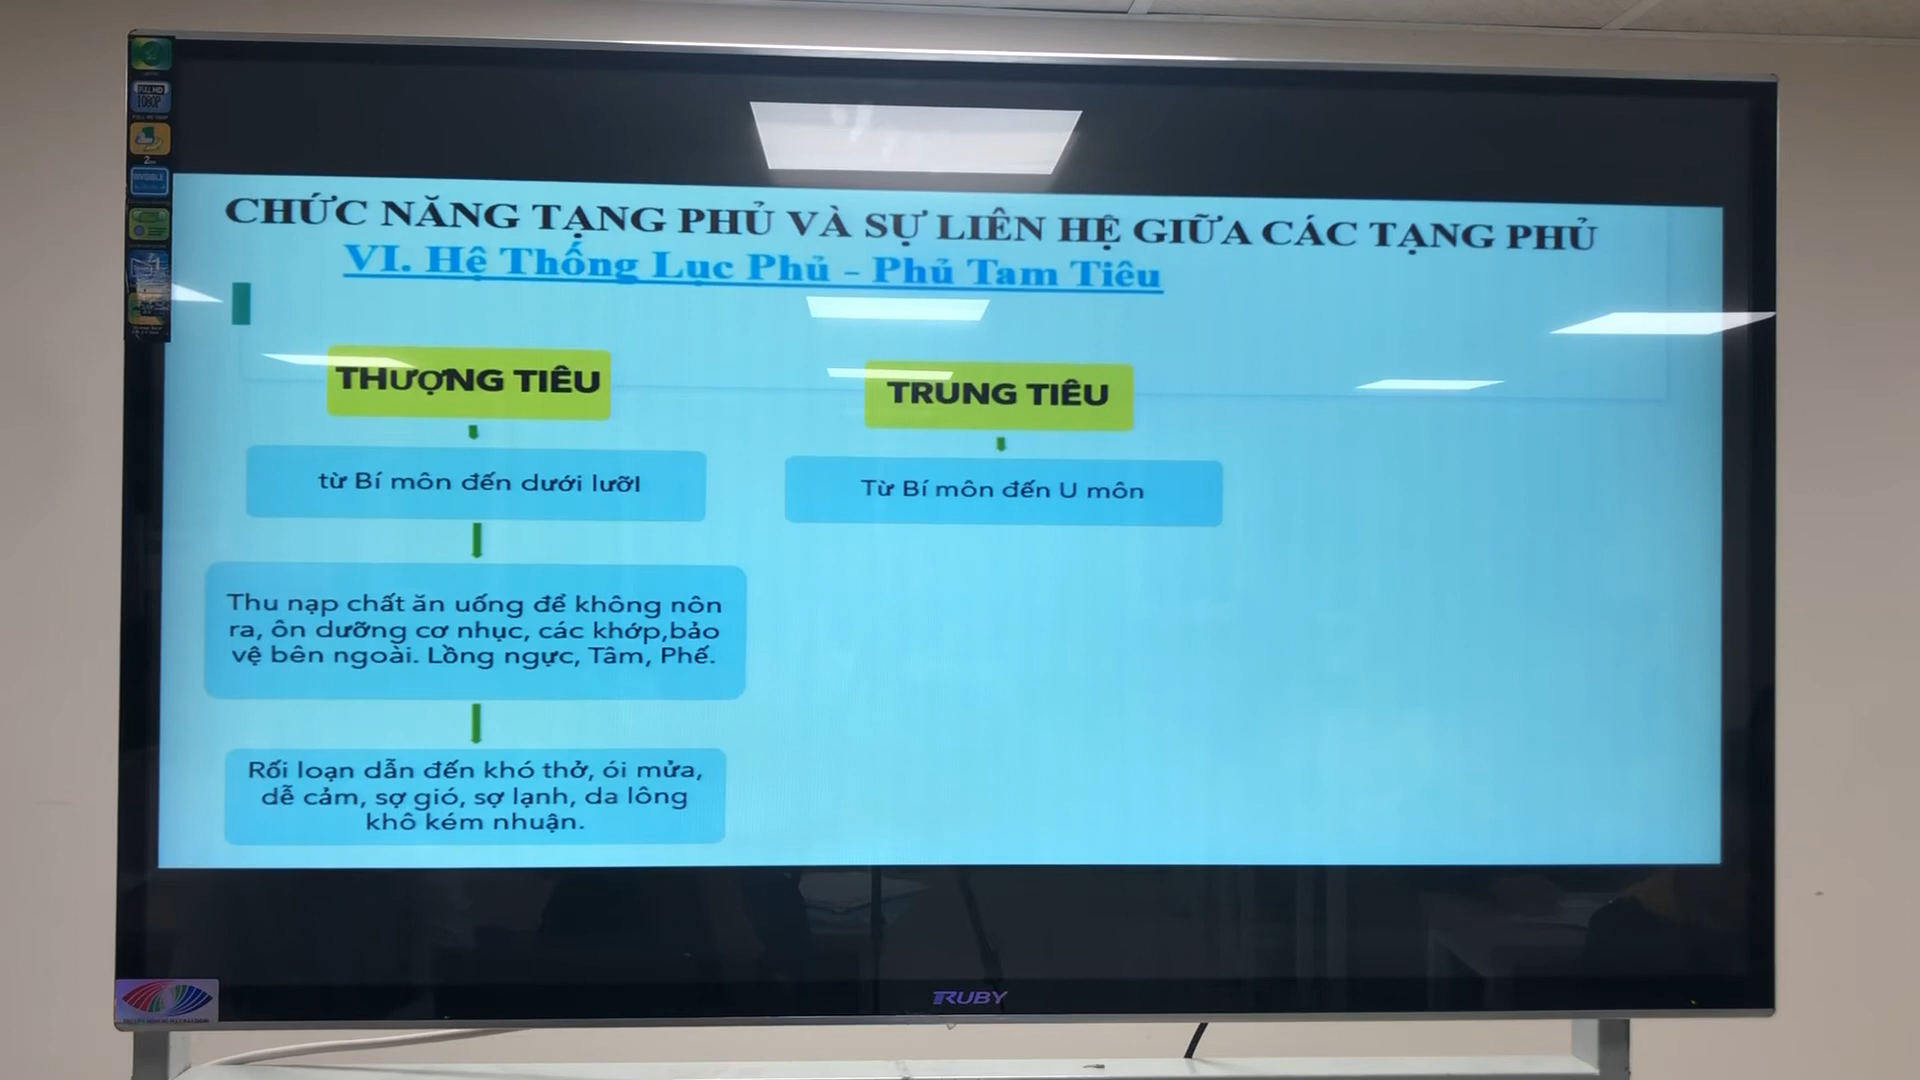 FULL HD
1080P
CHỨC NĂNG TẠNG PHỦ VÀ SỰ LIÊN HỆ GIỮA CÁC TẠNG PHỦ
VI. Hệ Thống Lục Phủ - Phủ Tam Tiêu
THƯỢNG TIÊU
từ Bí môn đến dưới lưỡI
Thu nạp chất ăn uống để không nôn
ra, ôn dưỡng cơ nhục, các khớp,bảo
vệ bên ngoài. Lồng ngực, Tâm, Phế.
Rối loạn dẫn đến khó thở, ói mửa,
dễ cảm, sợ gió, sợ lạnh, da lông
khô kém nhuận.
TRUNG TIÊU
Từ Bí môn đến U môn
RUBY